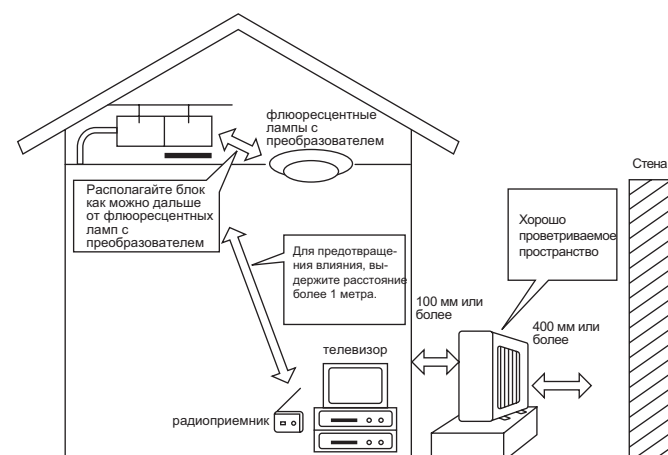 флюоресцентные
лампы с
преобразователем
Стена
Располагайте блок
как можно дальше
от флюоресцентных
ламп с
преобразователем
Хорошо
проветриваемое
пространство
Для предотвраще-
ния влияния, вы-
держите расстояние
более 1 метра.
100 мм или
более
400 мм или
более
телевизор
радиоприемник